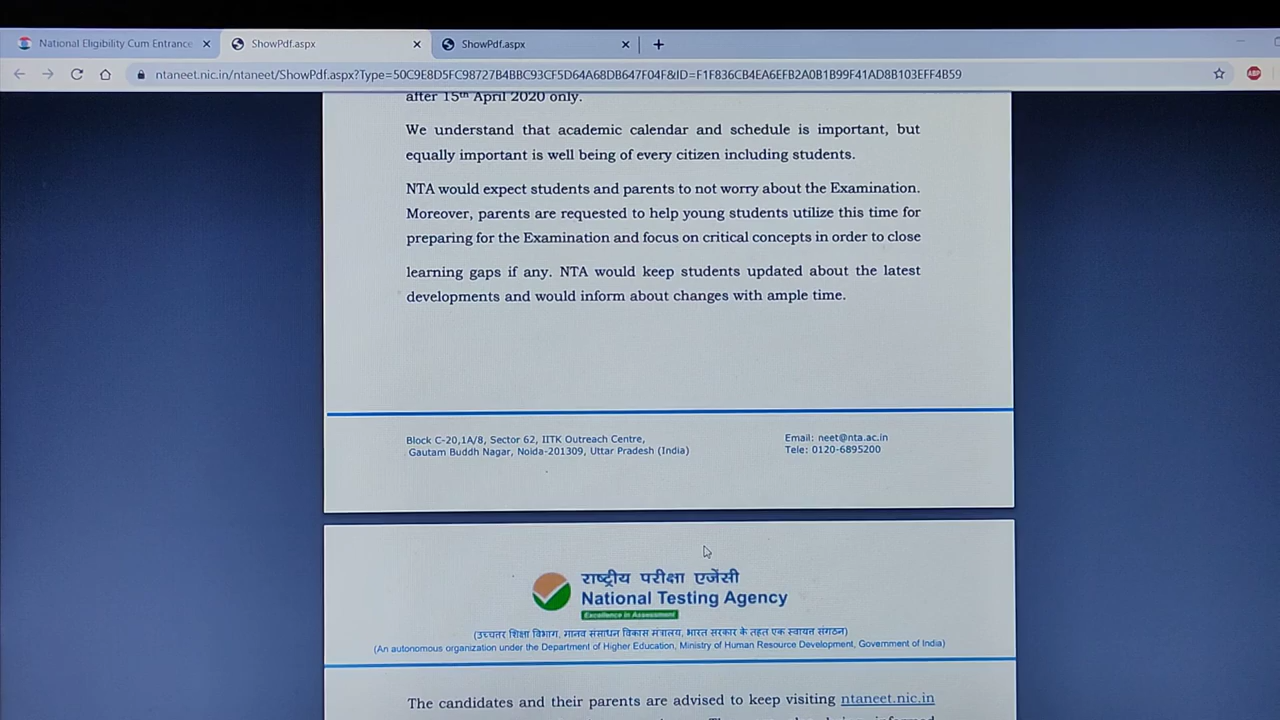 National Eligibility Cum Entrance
ShowPdf.aspx
ShowPdf.aspx
ntaneet.nic.in/ntaneet/ShowPdf.aspx?Type=50C9E8D5FC98727B4BBC93CF5D64A68DB647F04F&ID=F1F836CB4EA6EFB2A0B1B99F41AD8B103EFF4B59
ABP
after 15th April 2020 only.
We understand that academic calendar and schedule is important, but
equally important is well being of every citizen including students.
NTA would expect students and parents to not worry about the Examination.
Moreover, parents are requested to help young students utilize this time for
preparing for the Examination and focus on critical concepts in order to close
learning gaps if any. NTA would keep students updated about the latest
developments and would inform about changes with ample time.
Block C-20,1A/8, Sector 62, IITK Outreach Centre,
Gautam Buddh Nagar, Noida-201309, Uttar Pradesh (India)
Email: neet@nta.ac.in
Tele: 0120-6895200
राष्ट्रीय परीक्षा एजेंसी
National Testing Agency
Excellence in Assessment
(उच्चतर शिक्षा विभाग, मानव संसाधन विकास मंत्रालय, भारत सरकार के तहत एक स्वायत्त संगठन)
(An autonomous organization under the Department of Higher Education, Ministry of Human Resource Development, Government of India)
The candidates and their parents are advised to keep visiting ntaneet.nic.in